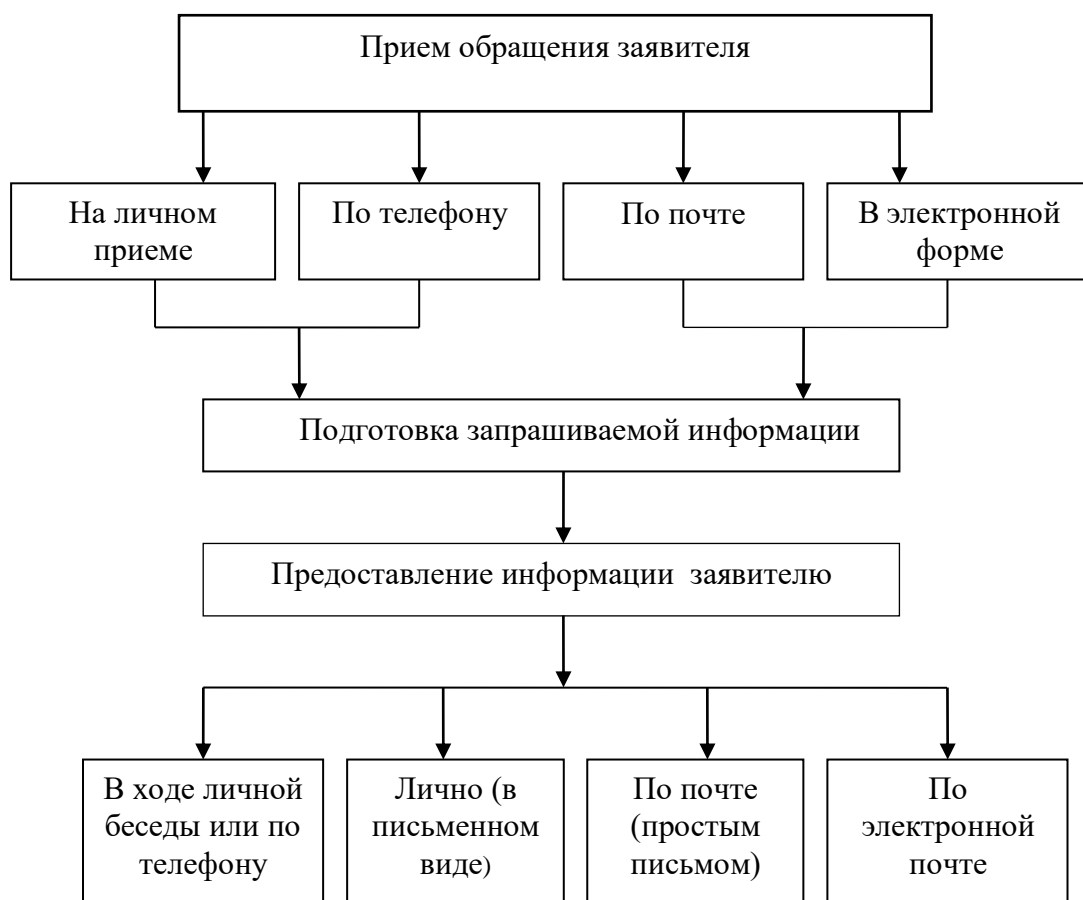 Прием обращения заявителя
На личном
приеме
По телефону
По почте
В электронной
форме
Подготовка запрашиваемой информации
Предоставление информации  заявителю
В ходе личной
беседы или по
телефону
Лично (в
письменном
виде)
По почте
(простым
письмом)
По
электронной
почте